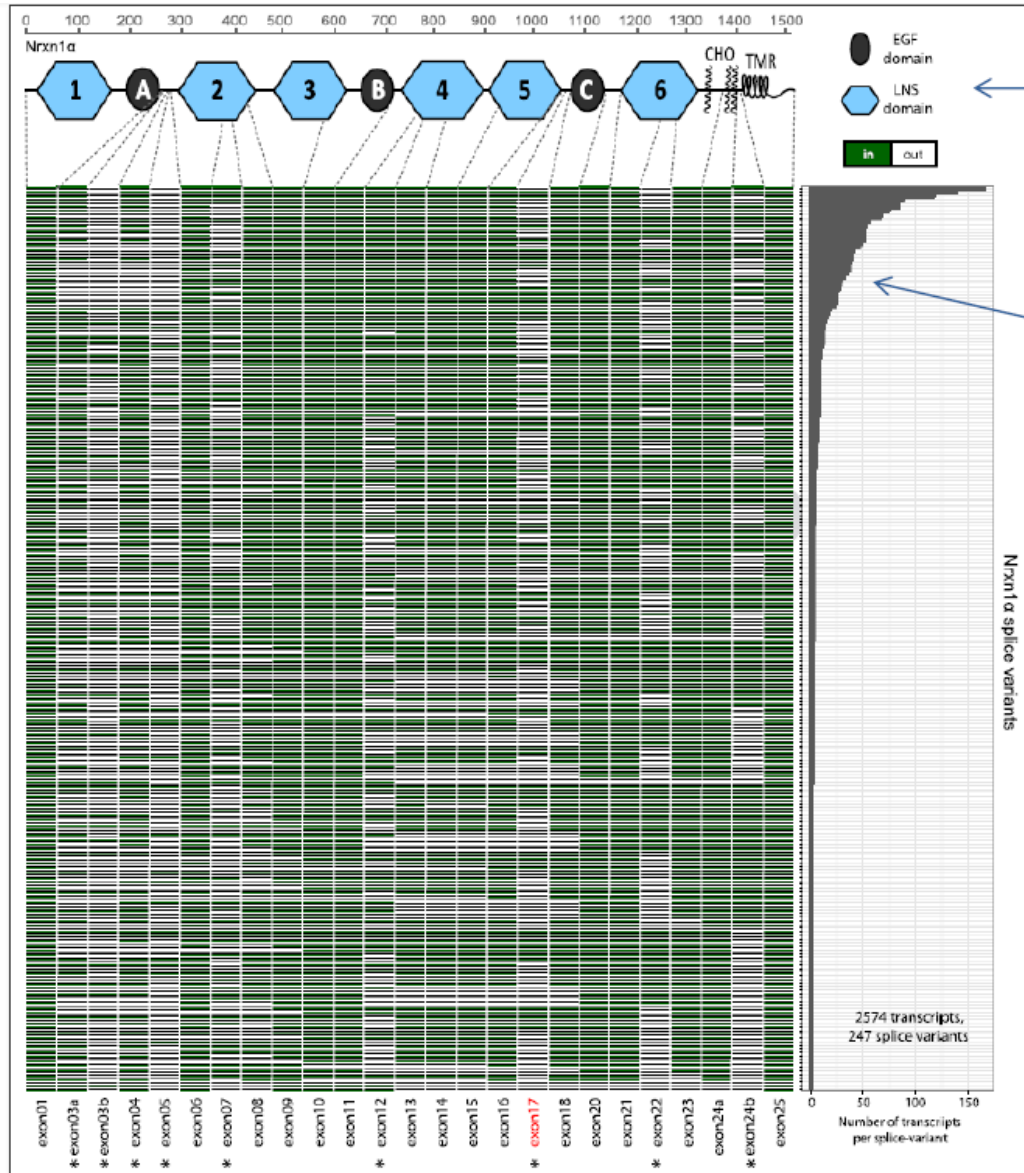 0 100 200 300 400 500 600 700 800 900 1000 1100 1200 1300 1400 1500
Nrxn1α
1 A 2 3 B 4 5 C 6
CHO
TMR
EGF
domain
LNS
domain
in out
Nrxn1α splice variants
2574 transcripts,
247 splice variants
* exon03a
* exon03b
* exon04
* exon05
exon01
exon06
* exon07
exon08
exon09
exon10
exon11
* exon12
exon13
exon14
exon15
exon16
* exon17
exon18
exon20
exon21
* exon22
exon23
exon24a
* exon24b
exon25
0 50 100 150
Number of transcripts
per splice-variant